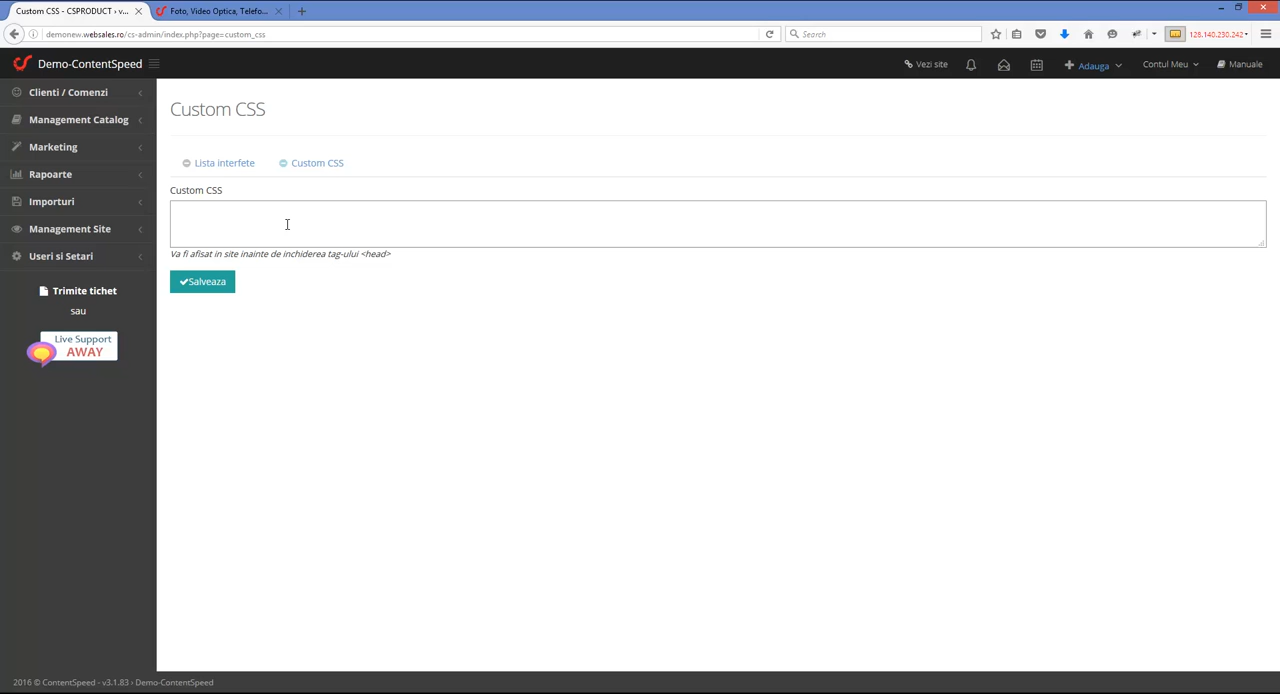 Custom CSS - CSPRODUCT › v...
Foto, Video Optica, Telefo...
demonew.websales.ro/cs-admin/index.php?page=custom_css
Search
128.140.230.242
Demo-ContentSpeed
Vezi site
Adauga
Contul Meu
Manuale
Clienti / Comenzi
Management Catalog
Marketing
Rapoarte
Importuri
Management Site
Useri si Setari
Trimite tichet
sau
Live Support
AWAY
Custom CSS
Lista interfete
Custom CSS
Custom CSS
Va fi afisat in site inainte de inchiderea tag-ului <head>
Salveaza
2016 © ContentSpeed - v3.1.83 › Demo-ContentSpeed